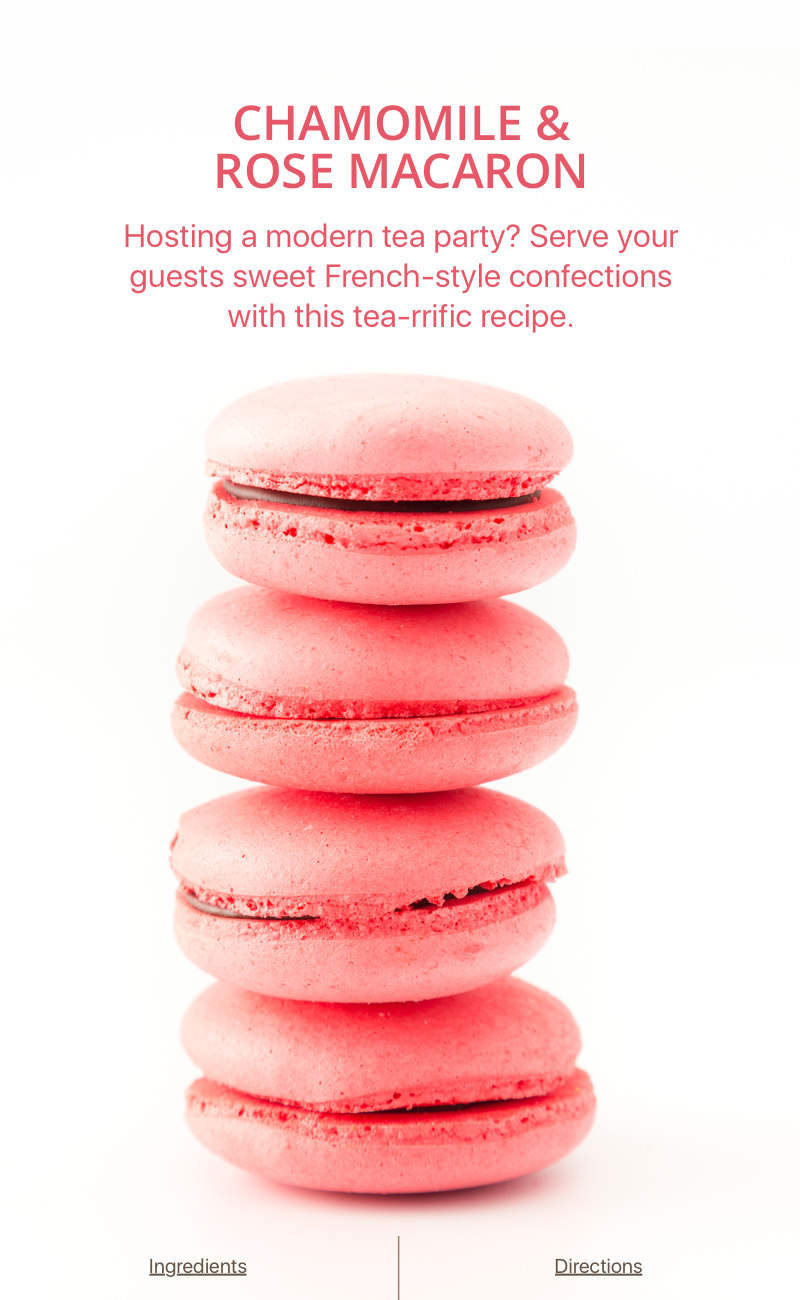 CHAMOMILE &
ROSE MACARON
Hosting a modern tea party? Serve your
guests sweet French-style confections
with this tea-rrific recipe.
Ingredients
Directions